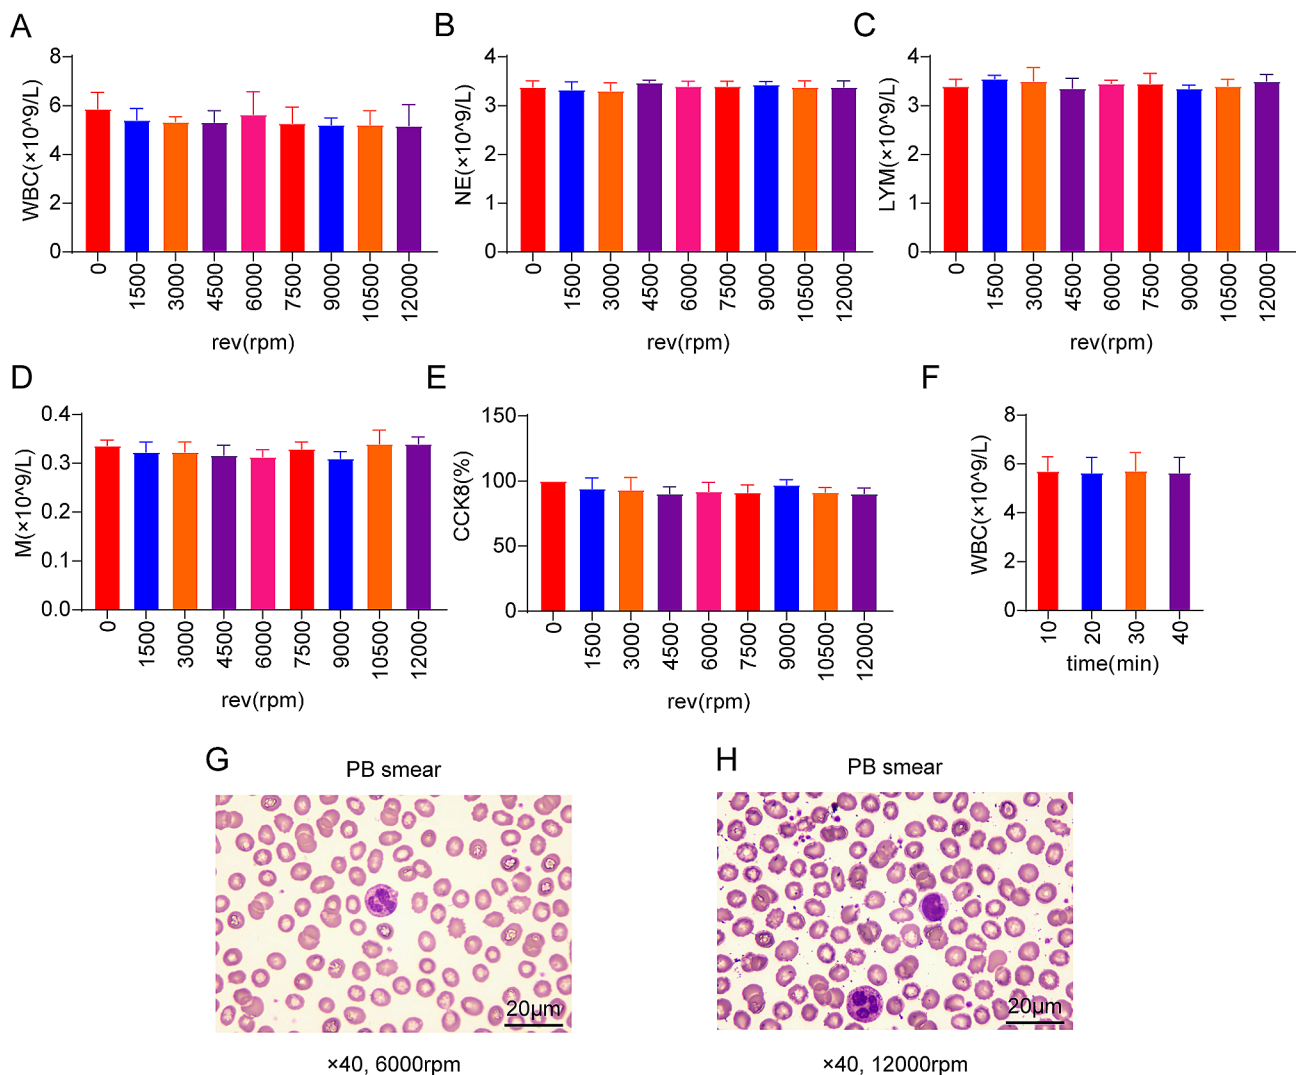 A
WBC(×10^9/L)
8
6
4
2
0
0 1500 3000 4500 6000 7500 9000 10500 12000
rev(rpm)
B
NE(×10^9/L)
4
3
2
1
0
0 1500 3000 4500 6000 7500 9000 10500 12000
rev(rpm)
C
LYM(×10^9/L)
4
3
2
1
0
0 1500 3000 4500 6000 7500 9000 10500 12000
rev(rpm)
D
M(×10^9/L)
0.4
0.3
0.2
0.1
0.0
0 1500 3000 4500 6000 7500 9000 10500 12000
rev(rpm)
E
CCK8(%)
150
100
50
0
0 1500 3000 4500 6000 7500 9000 10500 12000
rev(rpm)
F
WBC(×10^9/L)
8
6
4
2
0
10 20 30 40
time(min)
G
PB smear
20μm
×40, 6000rpm
H
PB smear
20μm
×40, 12000rpm